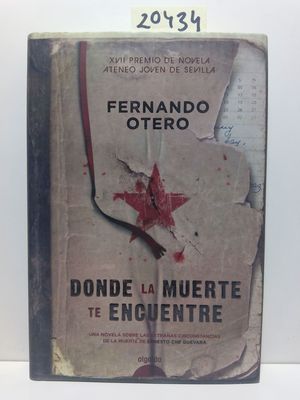 20434
XVII PREMIO DE NOVELA
ATENEO JOVEN DE SEVILLA
FERNANDO
OTERO
DONDE LA MUERTE
TE ENCUENTRE
UNA NOVELA SOBRE LAS EXTRAÑAS CIRCUNSTANCIAS
DE LA MUERTE DE ERNESTO CHE GUEVARA
algaida